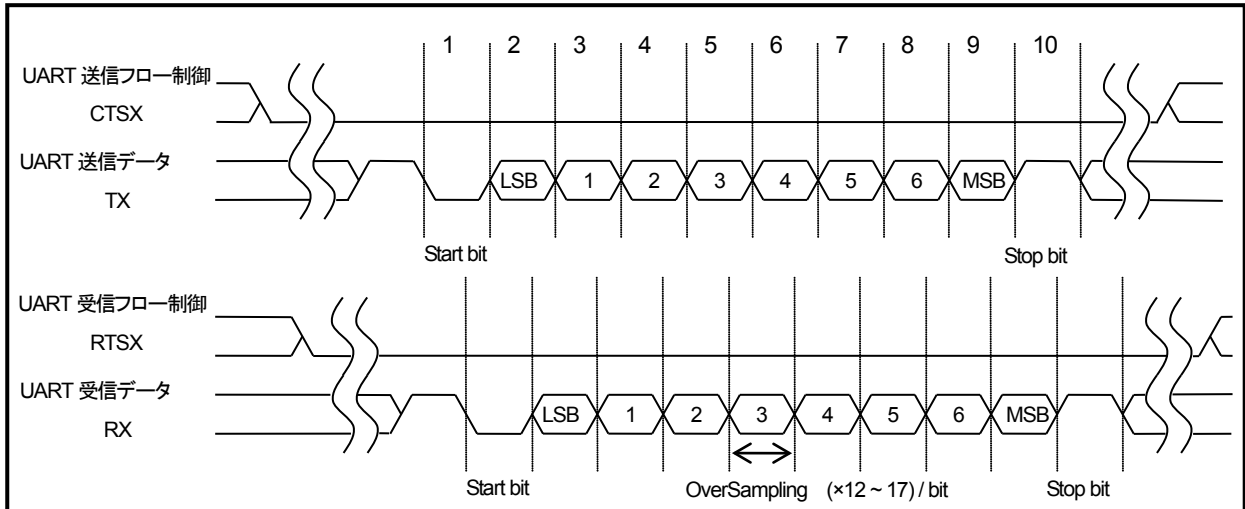 1 2 3 4 5 6 7 8 9 10
UART 送信フロー制御
CTSX
UART 送信データ
TX
LSB 1 2 3 4 5 6 MSB
Start bit Stop bit
UART 受信フロー制御
RTSX
UART 受信データ
RX
LSB 1 2 3 4 5 6 MSB
Start bit OverSampling (×12 ~ 17) / bit Stop bit